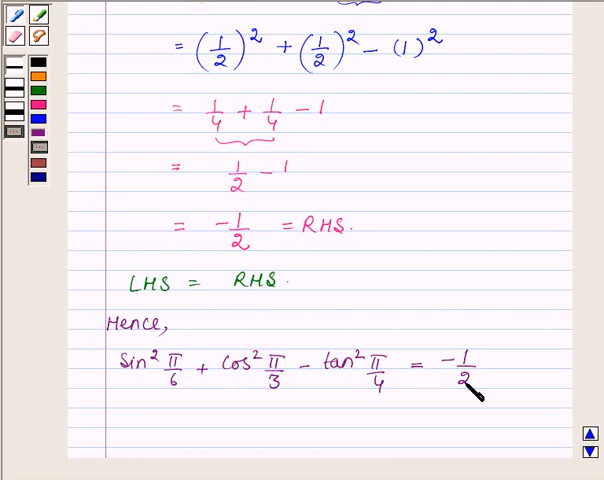 = (1/2)² + (1/2)² - (1)²
= 1/4 + 1/4 - 1
= 1/2 - 1
= -1/2 = RHS.
LHS = RHS.
Hence,
sin² π/6 + cos² π/3 - tan² π/4 = -1/2